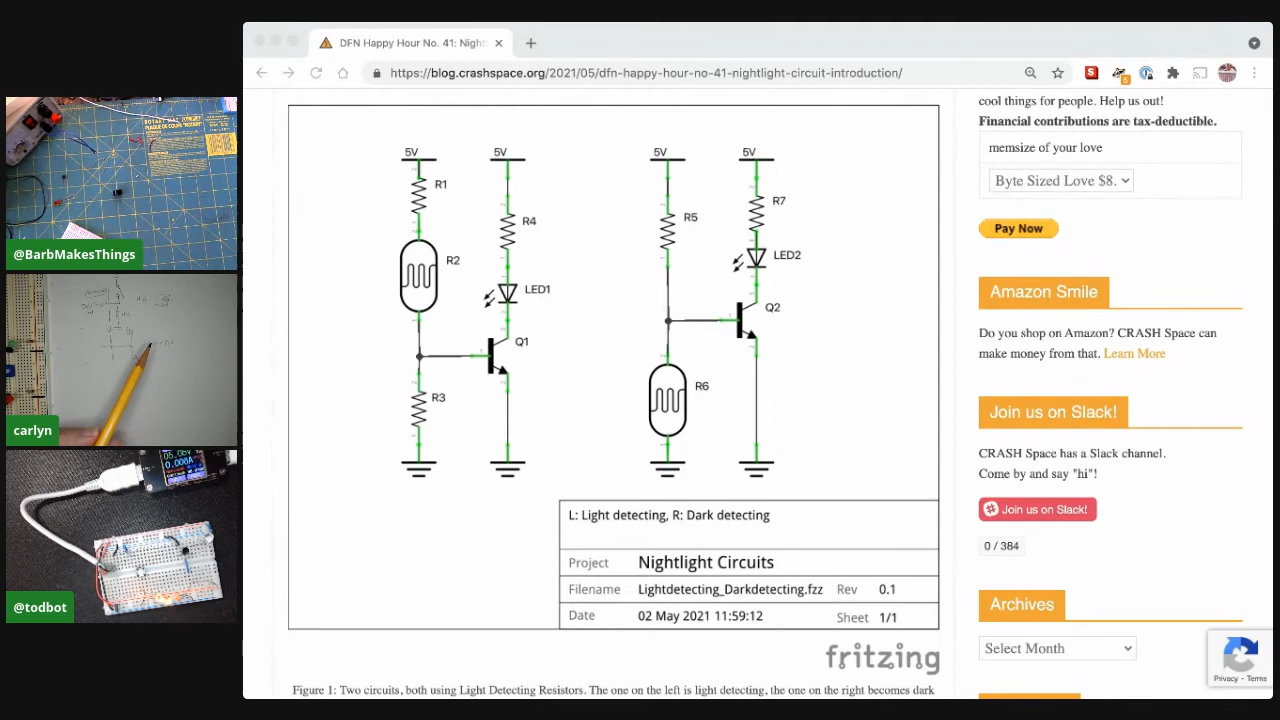 DFN Happy Hour No. 41: Night
https://blog.crashspace.org/2021/05/dfn-happy-hour-no-41-nightlight-circuit-introduction/
@BarbMakesThings
carlyn
05.06V
0.008A
@todbot
5V 5V 5V 5V
R1
R4
R2
LED1
Q1
R3
R5
R7
LED2
Q2
R6
L: Light detecting, R: Dark detecting
Project Nightlight Circuits
Filename Lightdetecting_Darkdetecting.fzz Rev 0.1
Date 02 May 2021 11:59:12 Sheet 1/1
fritzing
Figure 1: Two circuits, both using Light Detecting Resistors. The one on the left is light detecting, the one on the right becomes dark
cool things for people. Help us out!
Financial contributions are tax-deductible.
memsize of your love
Byte Sized Love $8.
Pay Now
Amazon Smile
Do you shop on Amazon? CRASH Space can
make money from that. Learn More
Join us on Slack!
CRASH Space has a Slack channel.
Come by and say "hi"!
Join us on Slack!
0 / 384
Archives
Select Month
Privacy - Terms